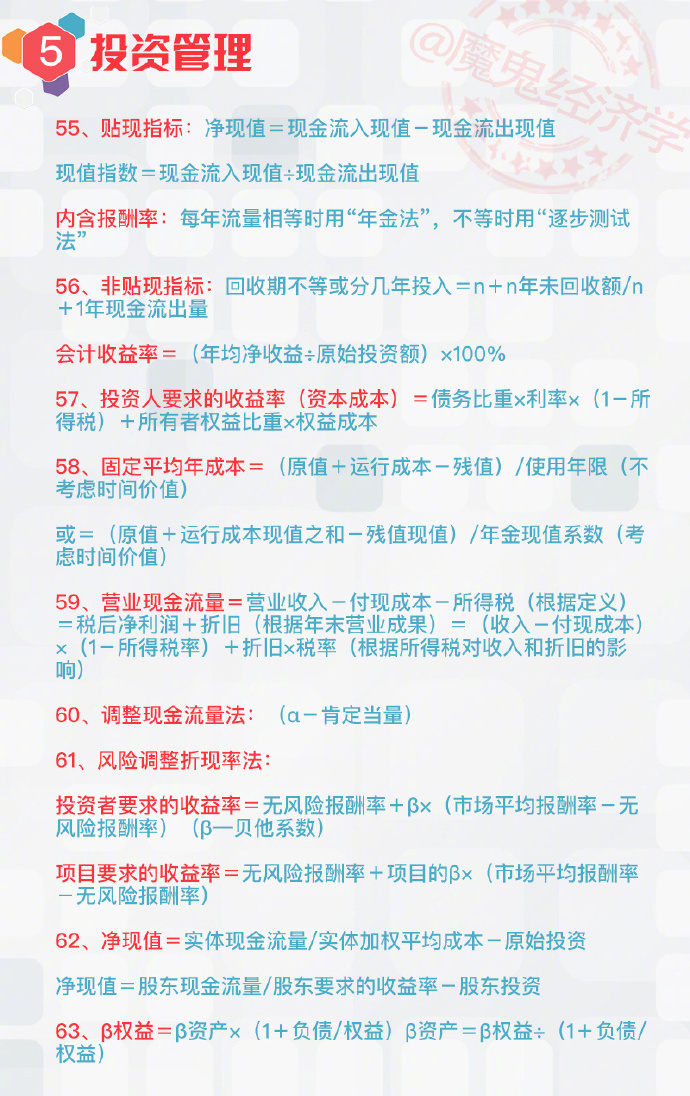 5 投资管理
@魔鬼经济学
55、贴现指标：净现值＝现金流入现值－现金流出现值
现值指数＝现金流入现值÷现金流出现值
内含报酬率：每年流量相等时用“年金法”，不等时用“逐步测试
法”
56、非贴现指标：回收期不等或分几年投入＝n＋n年未回收额/n
＋1年现金流出量
会计收益率＝（年均净收益÷原始投资额）×100%
57、投资人要求的收益率（资本成本）＝债务比重×利率×（1－所
得税）＋所有者权益比重×权益成本
58、固定平均年成本＝（原值＋运行成本－残值）/使用年限（不
考虑时间价值）
或＝（原值＋运行成本现值之和－残值现值）/年金现值系数（考
虑时间价值）
59、营业现金流量＝营业收入－付现成本－所得税（根据定义）
＝税后净利润＋折旧（根据年末营业成果）＝（收入－付现成本）
×（1－所得税率）＋折旧×税率（根据所得税对收入和折旧的影
响）
60、调整现金流量法：（α－肯定当量）
61、风险调整折现率法：
投资者要求的收益率＝无风险报酬率＋β×（市场平均报酬率－无
风险报酬率）（β—贝他系数）
项目要求的收益率＝无风险报酬率＋项目的β×（市场平均报酬率
－无风险报酬率）
62、净现值＝实体现金流量/实体加权平均成本－原始投资
净现值＝股东现金流量/股东要求的收益率－股东投资
63、β权益＝β资产×（1＋负债/权益）β资产＝β权益÷（1＋负债/
权益）